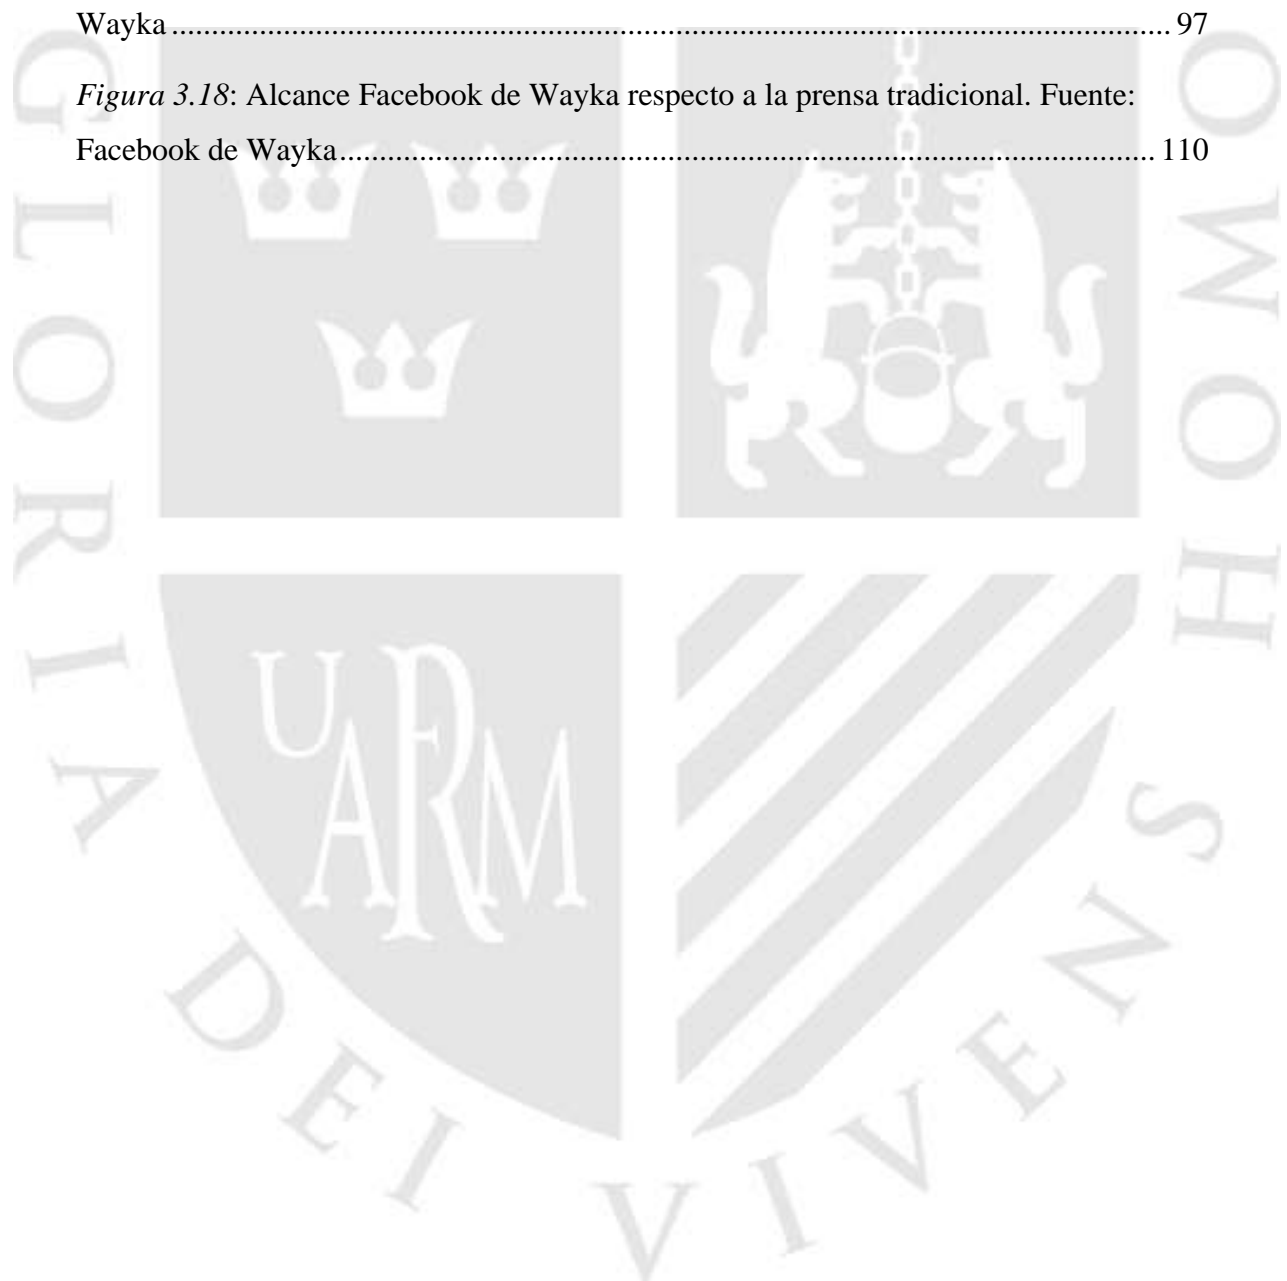 Wayka.............................................................................................................................. 97
Figura 3.18: Alcance Facebook de Wayka respecto a la prensa tradicional. Fuente:
Facebook de Wayka....................................................................................................... 110
GLORIA DEI VIVENS HOMO
UARM